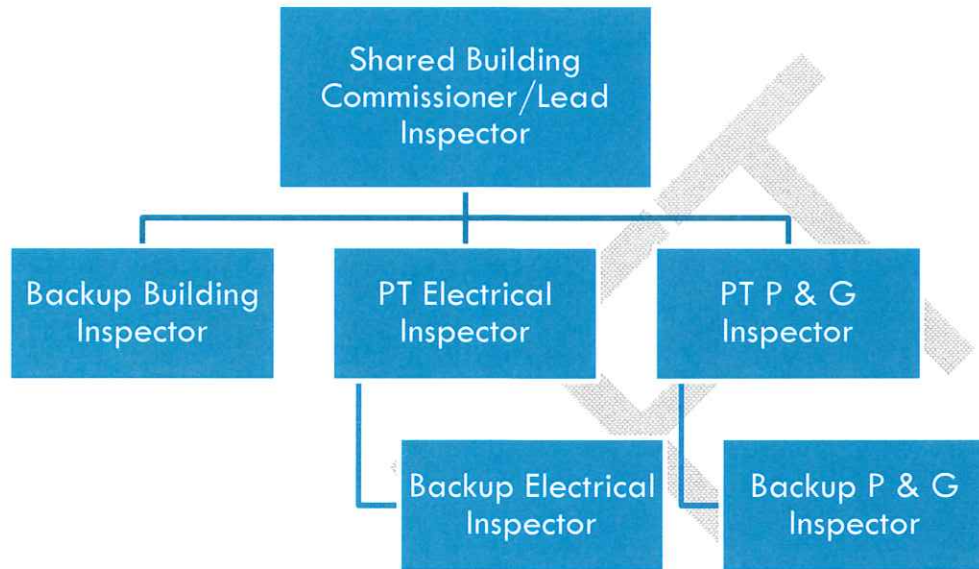 Shared Building
Commissioner/Lead
Inspector
Backup Building
Inspector
PT Electrical
Inspector
PT P & G
Inspector
Backup Electrical
Inspector
Backup P & G
Inspector